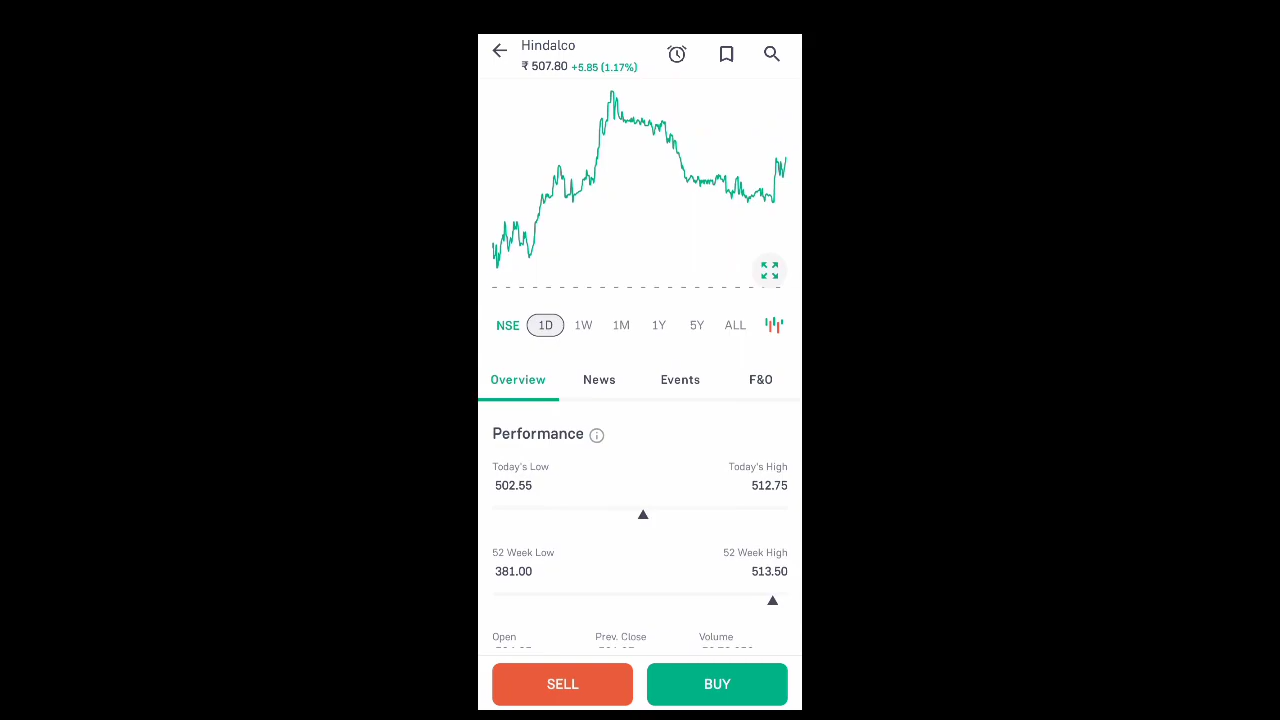 Hindalco
₹ 507.80 +5.85 (1.17%)
NSE 1D 1W 1M 1Y 5Y ALL
Overview News Events F&O
Performance
Today's Low Today's High
502.55 512.75
52 Week Low 52 Week High
381.00 513.50
Open Prev. Close Volume
SELL BUY